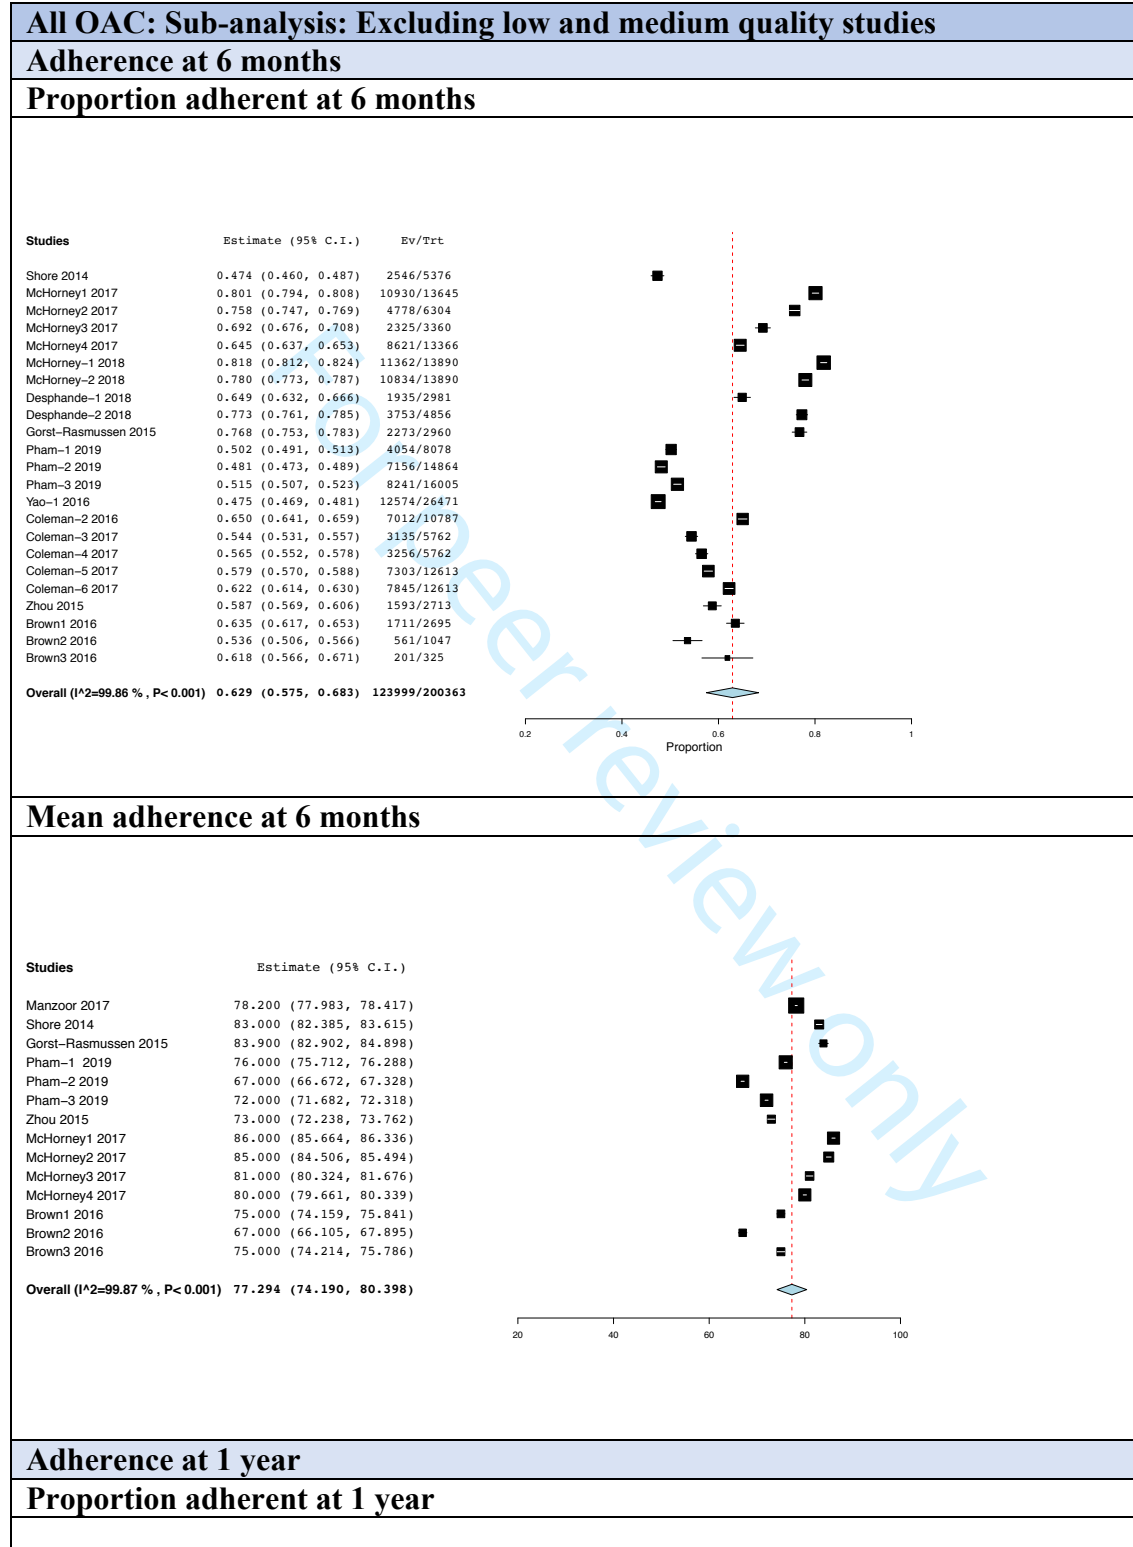 All OAC: Sub-analysis: Excluding low and medium quality studies
Adherence at 6 months
Proportion adherent at 6 months
Studies Estimate (95% C.I.) Ev/Trt
Shore 2014 0.474 (0.460, 0.487) 2546/5376
McHorney1 2017 0.801 (0.794, 0.808) 10930/13645
McHorney2 2017 0.758 (0.747, 0.769) 4778/6304
McHorney3 2017 0.692 (0.676, 0.708) 2325/3360
McHorney4 2017 0.645 (0.637, 0.653) 8621/13366
McHorney-1 2018 0.818 (0.812, 0.824) 11362/13890
McHorney-2 2018 0.780 (0.773, 0.787) 10834/13890
Desphande-1 2018 0.649 (0.632, 0.666) 1935/2981
Desphande-2 2018 0.773 (0.761, 0.785) 3753/4856
Gorst-Rasmussen 2015 0.768 (0.753, 0.783) 2273/2960
Pham-1 2019 0.502 (0.491, 0.513) 4054/8078
Pham-2 2019 0.481 (0.473, 0.489) 7156/14864
Pham-3 2019 0.515 (0.507, 0.523) 8241/16005
Yao-1 2016 0.475 (0.469, 0.481) 12574/26471
Coleman-2 2016 0.650 (0.641, 0.659) 7012/10787
Coleman-3 2017 0.544 (0.531, 0.557) 3135/5762
Coleman-4 2017 0.565 (0.552, 0.578) 3256/5762
Coleman-5 2017 0.579 (0.570, 0.588) 7303/12613
Coleman-6 2017 0.622 (0.614, 0.630) 7845/12613
Zhou 2015 0.587 (0.569, 0.606) 1593/2713
Brown1 2016 0.635 (0.617, 0.653) 1711/2695
Brown2 2016 0.536 (0.506, 0.566) 561/1047
Brown3 2016 0.618 (0.566, 0.671) 201/325
Overall (I^2=99.86 % , P< 0.001) 0.629 (0.575, 0.683) 123999/200363
0.2 0.4 0.6 0.8 1
Proportion
Mean adherence at 6 months
Studies Estimate (95% C.I.)
Manzoor 2017 78.200 (77.983, 78.417)
Shore 2014 83.000 (82.385, 83.615)
Gorst-Rasmussen 2015 83.900 (82.902, 84.898)
Pham-1 2019 76.000 (75.712, 76.288)
Pham-2 2019 67.000 (66.672, 67.328)
Pham-3 2019 72.000 (71.682, 72.318)
Zhou 2015 73.000 (72.238, 73.762)
McHorney1 2017 86.000 (85.664, 86.336)
McHorney2 2017 85.000 (84.506, 85.494)
McHorney3 2017 81.000 (80.324, 81.676)
McHorney4 2017 80.000 (79.661, 80.339)
Brown1 2016 75.000 (74.159, 75.841)
Brown2 2016 67.000 (66.105, 67.895)
Brown3 2016 75.000 (74.214, 75.786)
Overall (I^2=99.87 % , P< 0.001) 77.294 (74.190, 80.398)
20 40 60 80 100
Adherence at 1 year
Proportion adherent at 1 year
For peer review only